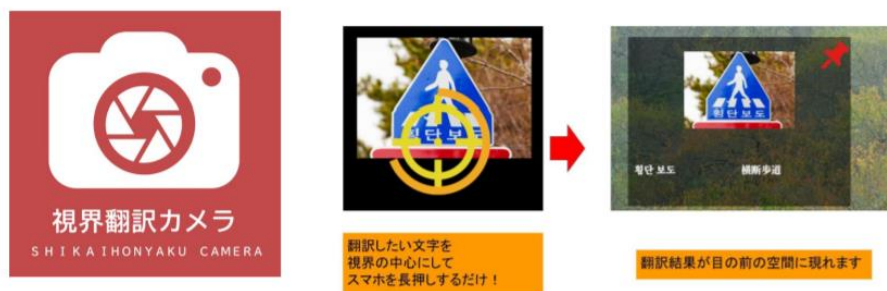 視界翻訳カメラ
SHIKAIHONYAKU CAMERA
횡단보도
翻訳したい文字を
視界の中心にして
スマホを長押しするだけ！
횡단보도
횡단 보도
横断歩道
翻訳結果が目の前の空間に現れます